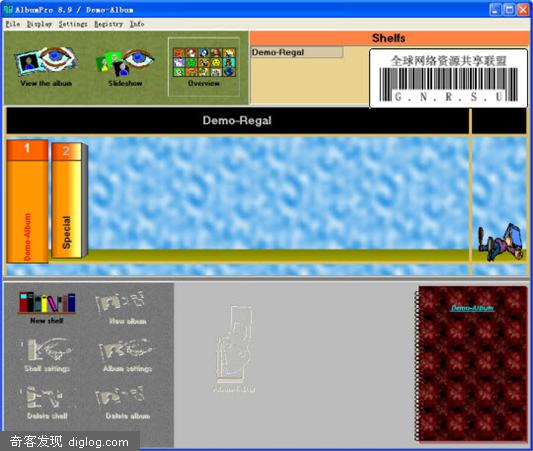 AlbumPro 8.9 / Demo-Album
File Display Settings Registry Info
View the album
Slideshow
Overview
Shelfs
Demo-Regal
全球网络资源共享联盟
G.N.R.S.U
Demo-Regal
1
Demo-Album
2
Special
New shelf
New album
Shelf settings
Album settings
Delete shelf
Delete album
Album-Editor
Demo-Album
奇客发现 diglog.com